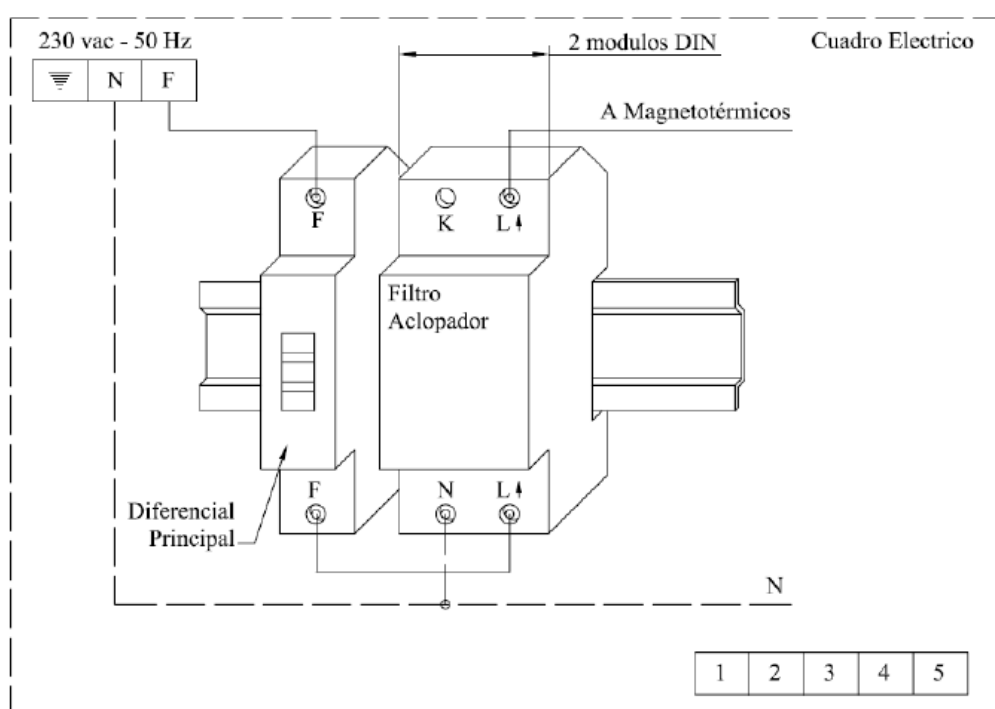 230 vac - 50 Hz
2 modulos DIN
Cuadro Electrico
N F
A Magnetotérmicos
F
K L
Filtro
Aclopador
F N L
Diferencial
Principal
N
1 2 3 4 5